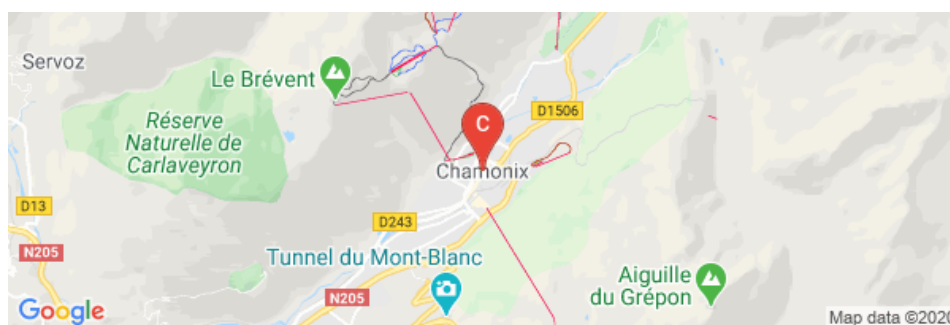 Servoz
Le Brévent
C
D1506
Réserve
Naturelle de
Carlaveyron
Chamonix
D13
D243
N205
Tunnel du Mont-Blanc
Aiguille
du Grépon
N205
Google
Map data ©2020